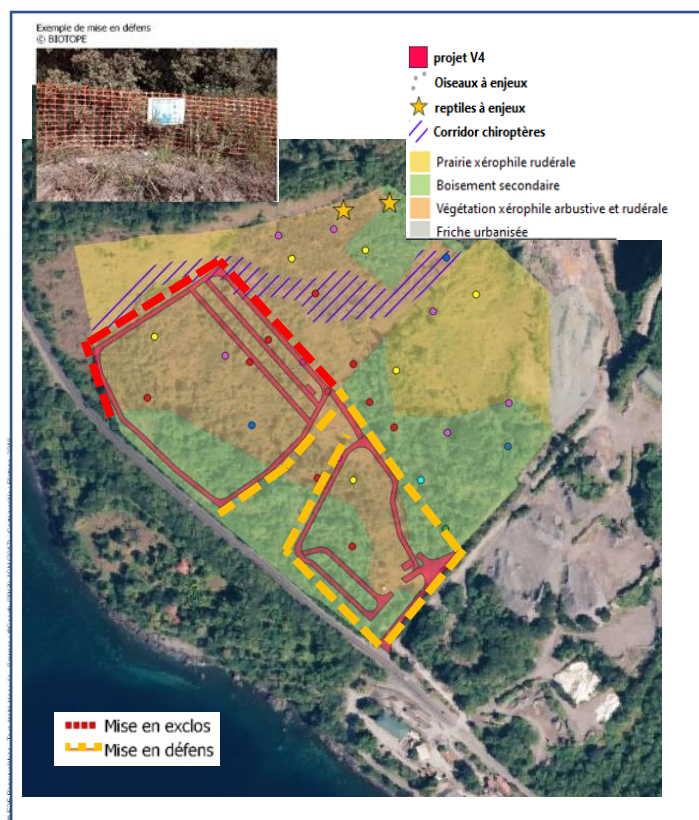 Exemple de mise en défens
© BIOTOPE
projet V4
Oiseaux à enjeux
reptiles à enjeux
Corridor chiroptères
Prairie xérophile rudérale
Boisement secondaire
Végétation xérophile arbustive et rudérale
Friche urbanisée
Mise en exclos
Mise en défens